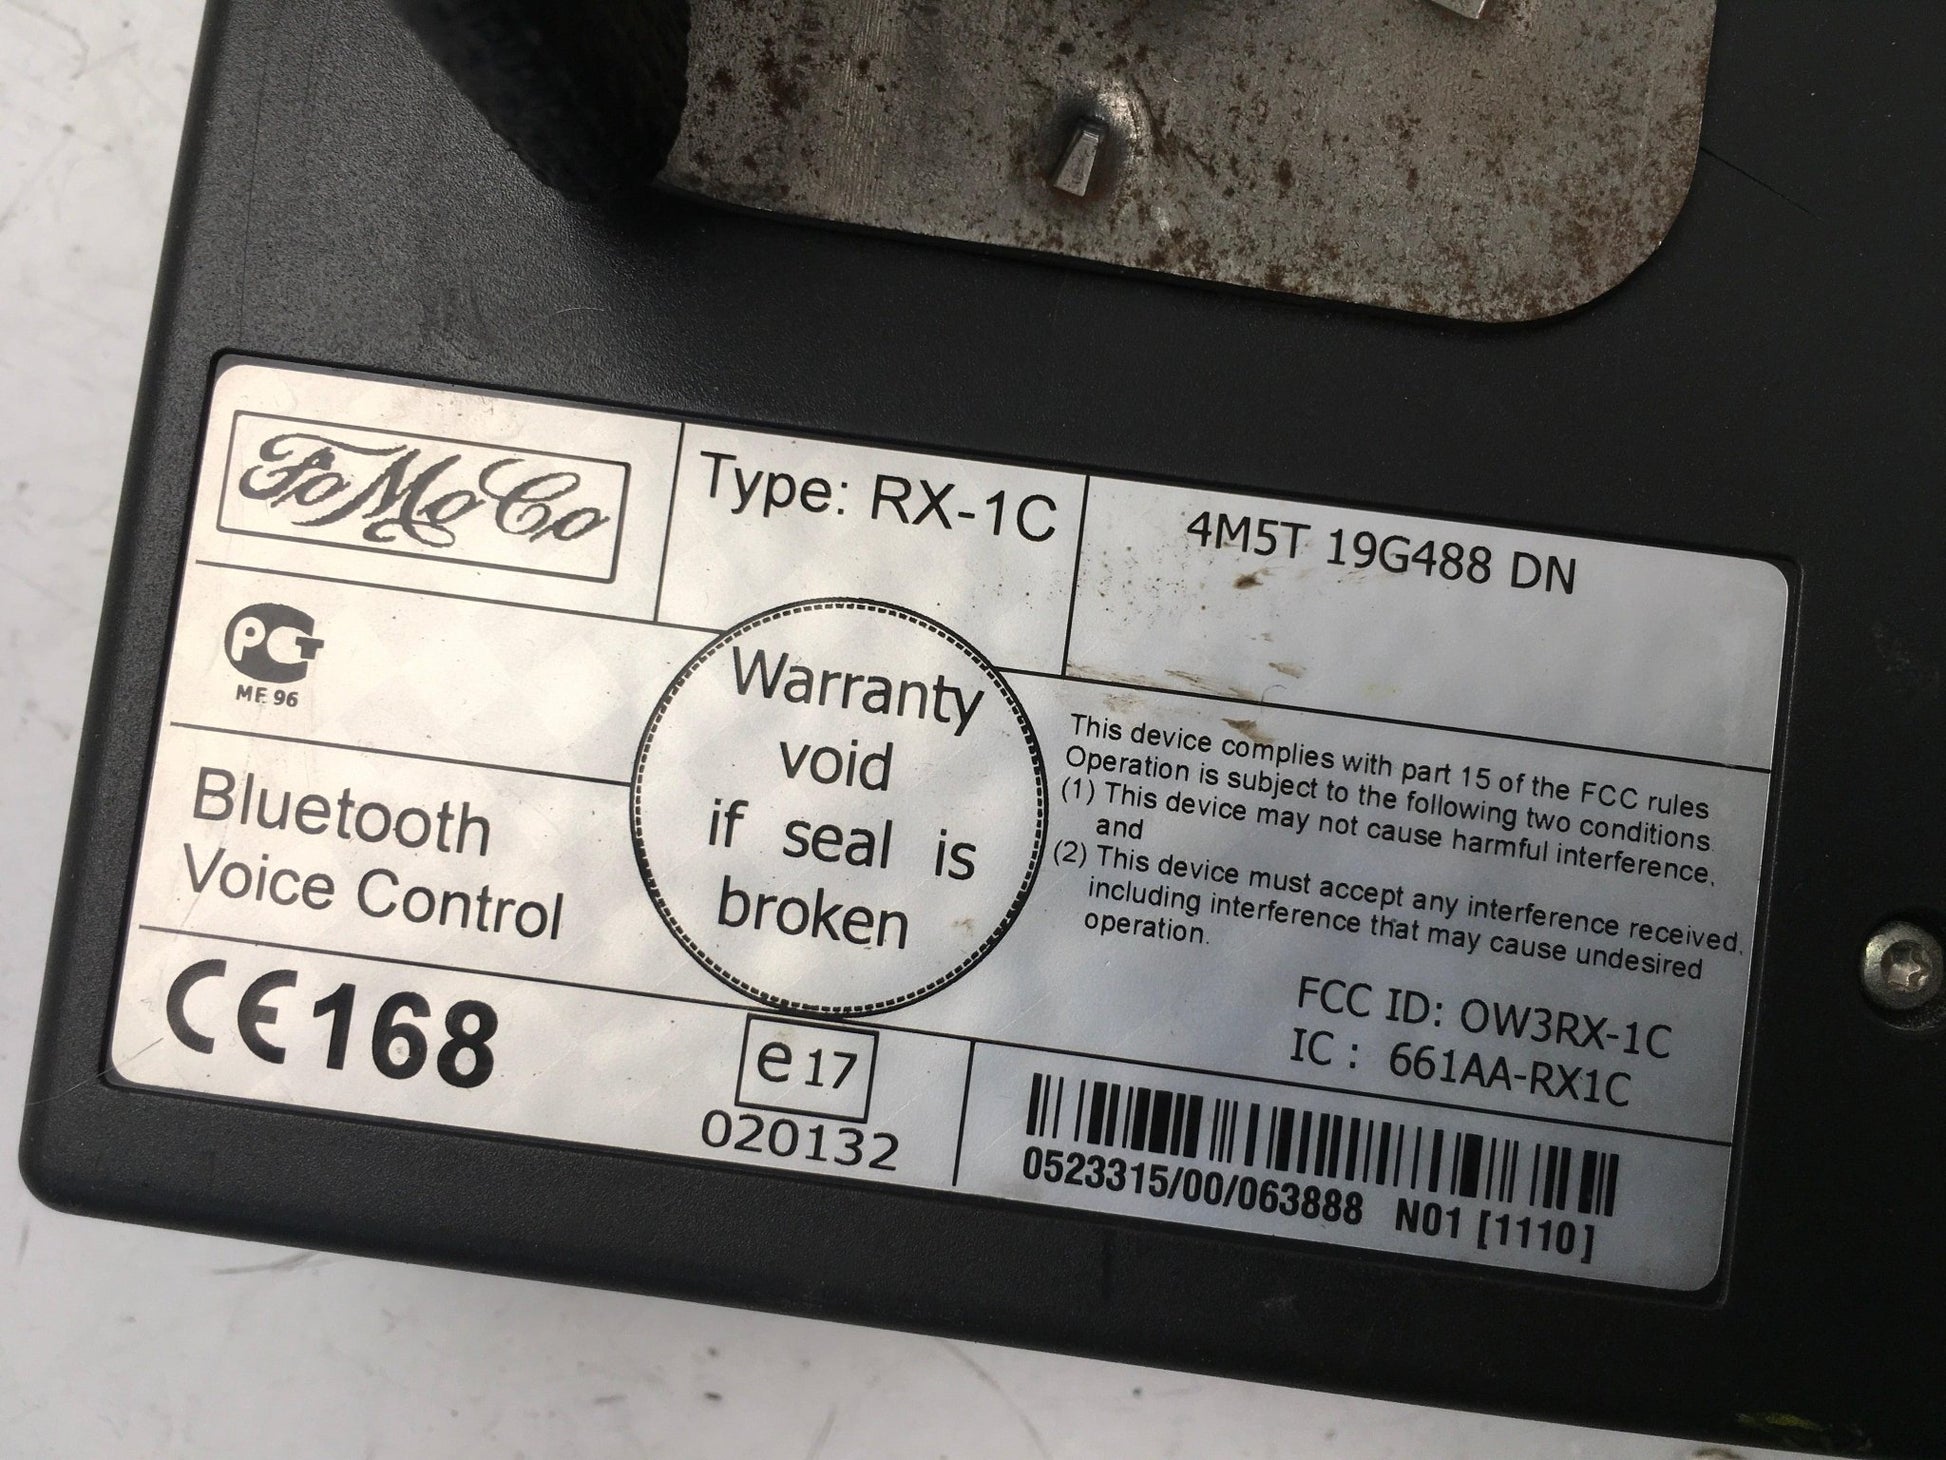 FoMoCo
Type: RX-1C
4M5T 19G488 DN
PCT
ME 96
Warranty
void
if seal is
broken
Bluetooth
Voice Control
This device complies with part 15 of the FCC rules
Operation is subject to the following two conditions.
(1) This device may not cause harmful interference,
and
(2) This device must accept any interference received,
including interference that may cause undesired
operation.
FCC ID: OW3RX-1C
IC : 661AA-RX1C
CE168
e 17
020132
0523315/00/063888 N01 [1110]